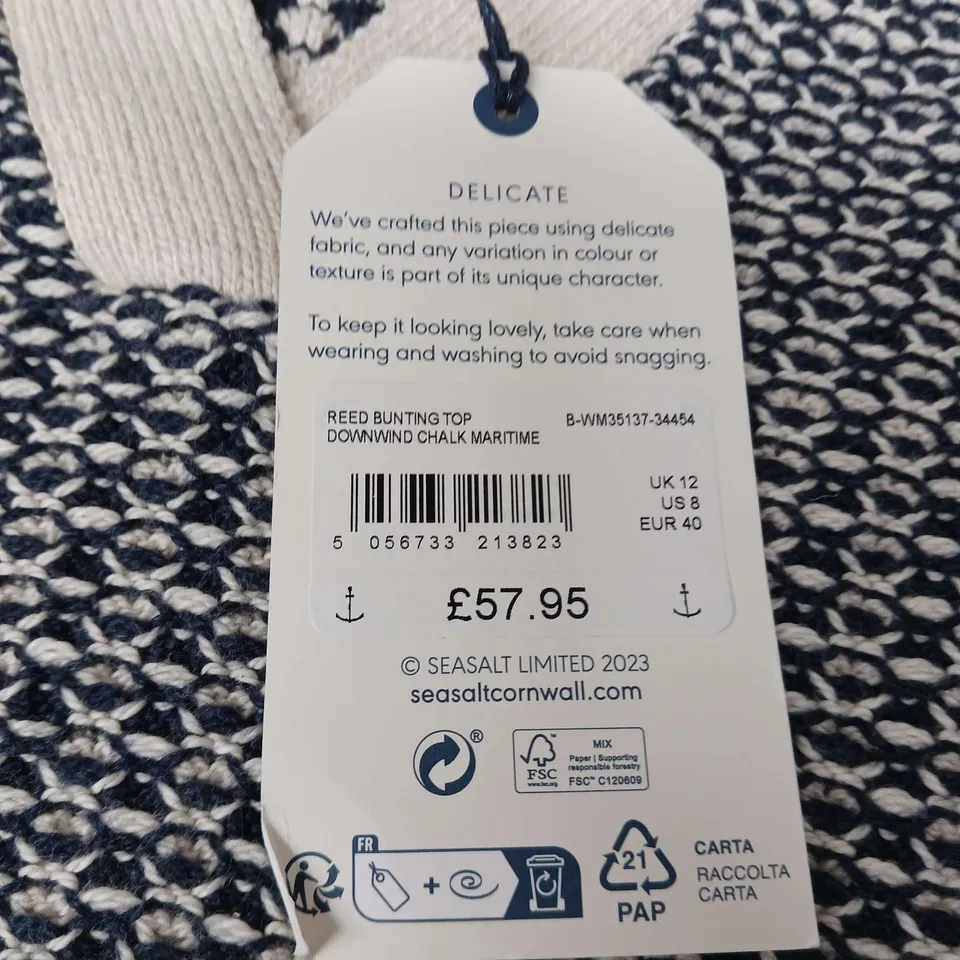 DELICATE
We've crafted this piece using delicate
fabric, and any variation in colour or
texture is part of its unique character.
To keep it looking lovely, take care when
wearing and washing to avoid snagging.
REED BUNTING TOP B-WM35137-34454
DOWNWIND CHALK MARITIME
UK 12
US 8
EUR 40
5 056733 213823
£57.95
© SEASALT LIMITED 2023
seasaltcornwall.com
®
FSC™
www.fsc.org
MIX
Paper | Supporting
responsible forestry
FSC™ C120609
FR
+
21
PAP
CARTA
RACCOLTA
CARTA